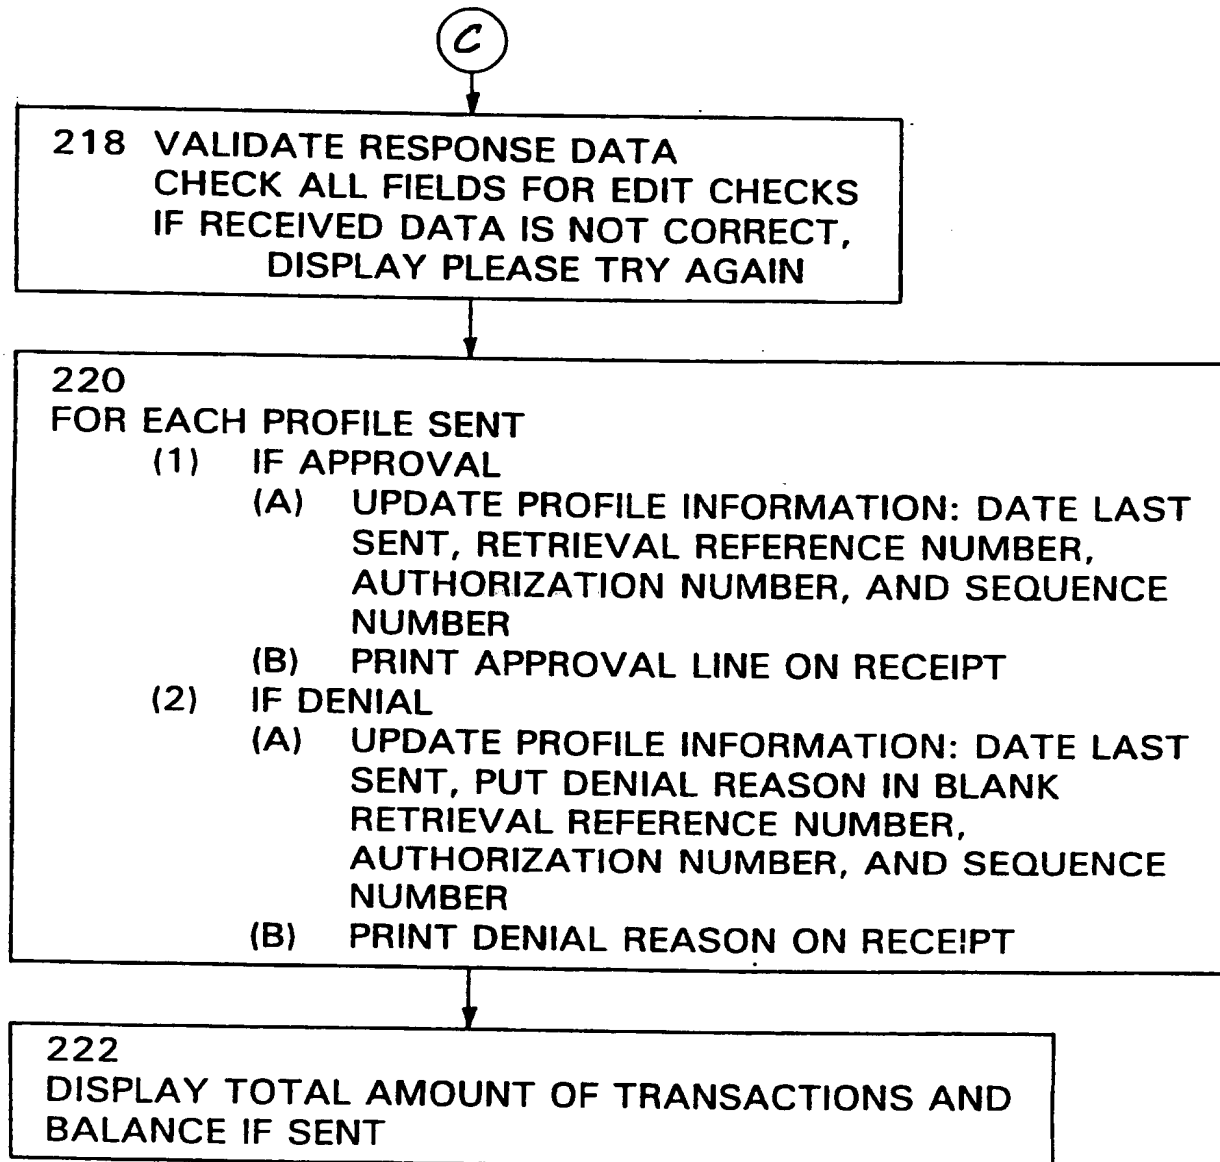 C
218 VALIDATE RESPONSE DATA
CHECK ALL FIELDS FOR EDIT CHECKS
IF RECEIVED DATA IS NOT CORRECT,
DISPLAY PLEASE TRY AGAIN
220
FOR EACH PROFILE SENT
(1) IF APPROVAL
(A) UPDATE PROFILE INFORMATION: DATE LAST
SENT, RETRIEVAL REFERENCE NUMBER,
AUTHORIZATION NUMBER, AND SEQUENCE
NUMBER
(B) PRINT APPROVAL LINE ON RECEIPT
(2) IF DENIAL
(A) UPDATE PROFILE INFORMATION: DATE LAST
SENT, PUT DENIAL REASON IN BLANK
RETRIEVAL REFERENCE NUMBER,
AUTHORIZATION NUMBER, AND SEQUENCE
NUMBER
(B) PRINT DENIAL REASON ON RECEIPT
222
DISPLAY TOTAL AMOUNT OF TRANSACTIONS AND
BALANCE IF SENT